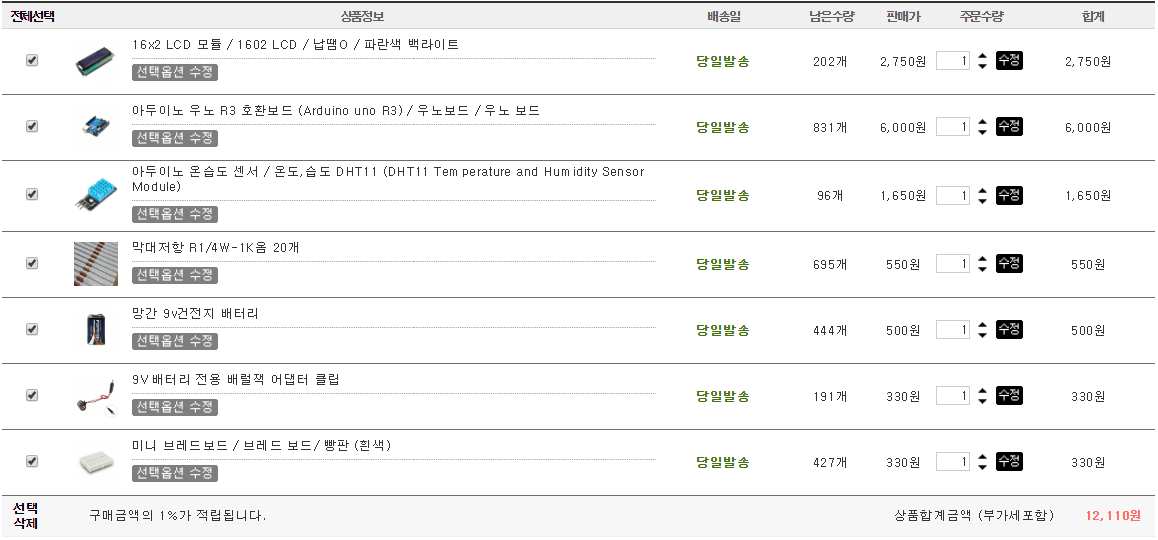 전체선택 상품정보 배송일 남은수량 판매가 주문수량 합계
16x2 LCD 모듈 / 1602 LCD / 납땜O / 파란색 백라이트
선택옵션 수정
당일발송 202개 2,750원 1 수정 2,750원
아두이노 우노 R3 호환보드 (Arduino uno R3) / 우노보드 / 우노 보드
선택옵션 수정
당일발송 831개 6,000원 1 수정 6,000원
아두이노 온습도 센서 / 온도,습도 DHT11 (DHT11 Temperature and Humidity Sensor
Module)
선택옵션 수정
당일발송 96개 1,650원 1 수정 1,650원
막대저항 R1/4W-1K옴 20개
선택옵션 수정
당일발송 695개 550원 1 수정 550원
망간 9v건전지 배터리
선택옵션 수정
당일발송 444개 500원 1 수정 500원
9V 배터리 전용 배럴잭 어댑터 클립
선택옵션 수정
당일발송 191개 330원 1 수정 330원
미니 브레드보드 / 브레드 보드/ 빵판 (흰색)
선택옵션 수정
당일발송 427개 330원 1 수정 330원
선택
삭제
구매금액의 1%가 적립됩니다. 상품합계금액 (부가세포함) 12,110원